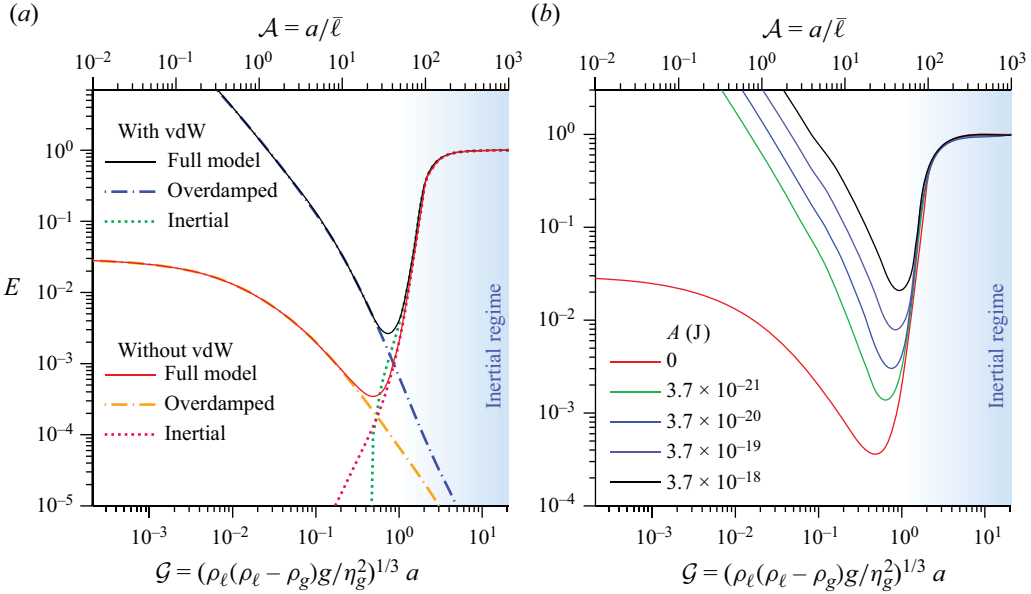 (a)
𝒜 = a/ℓ̄
10⁻² 10⁻¹ 10⁰ 10¹ 10² 10³
With vdW
Full model
Overdamped
Inertial
Without vdW
Full model
Overdamped
Inertial
Inertial regime
E
10⁰
10⁻¹
10⁻²
10⁻³
10⁻⁴
10⁻⁵
10⁻³ 10⁻² 10⁻¹ 10⁰ 10¹
𝒢 = (ρℓ(ρℓ – ρg)g/ηg²)¹ᐟ³ a
(b)
𝒜 = a/ℓ̄
10⁻² 10⁻¹ 10⁰ 10¹ 10² 10³
10⁰
10⁻¹
10⁻²
10⁻³
10⁻⁴
A (J)
0
3.7 × 10⁻²¹
3.7 × 10⁻²⁰
3.7 × 10⁻¹⁹
3.7 × 10⁻¹⁸
Inertial regime
10⁻³ 10⁻² 10⁻¹ 10⁰ 10¹
𝒢 = (ρℓ(ρℓ – ρg)g/ηg²)¹ᐟ³ a